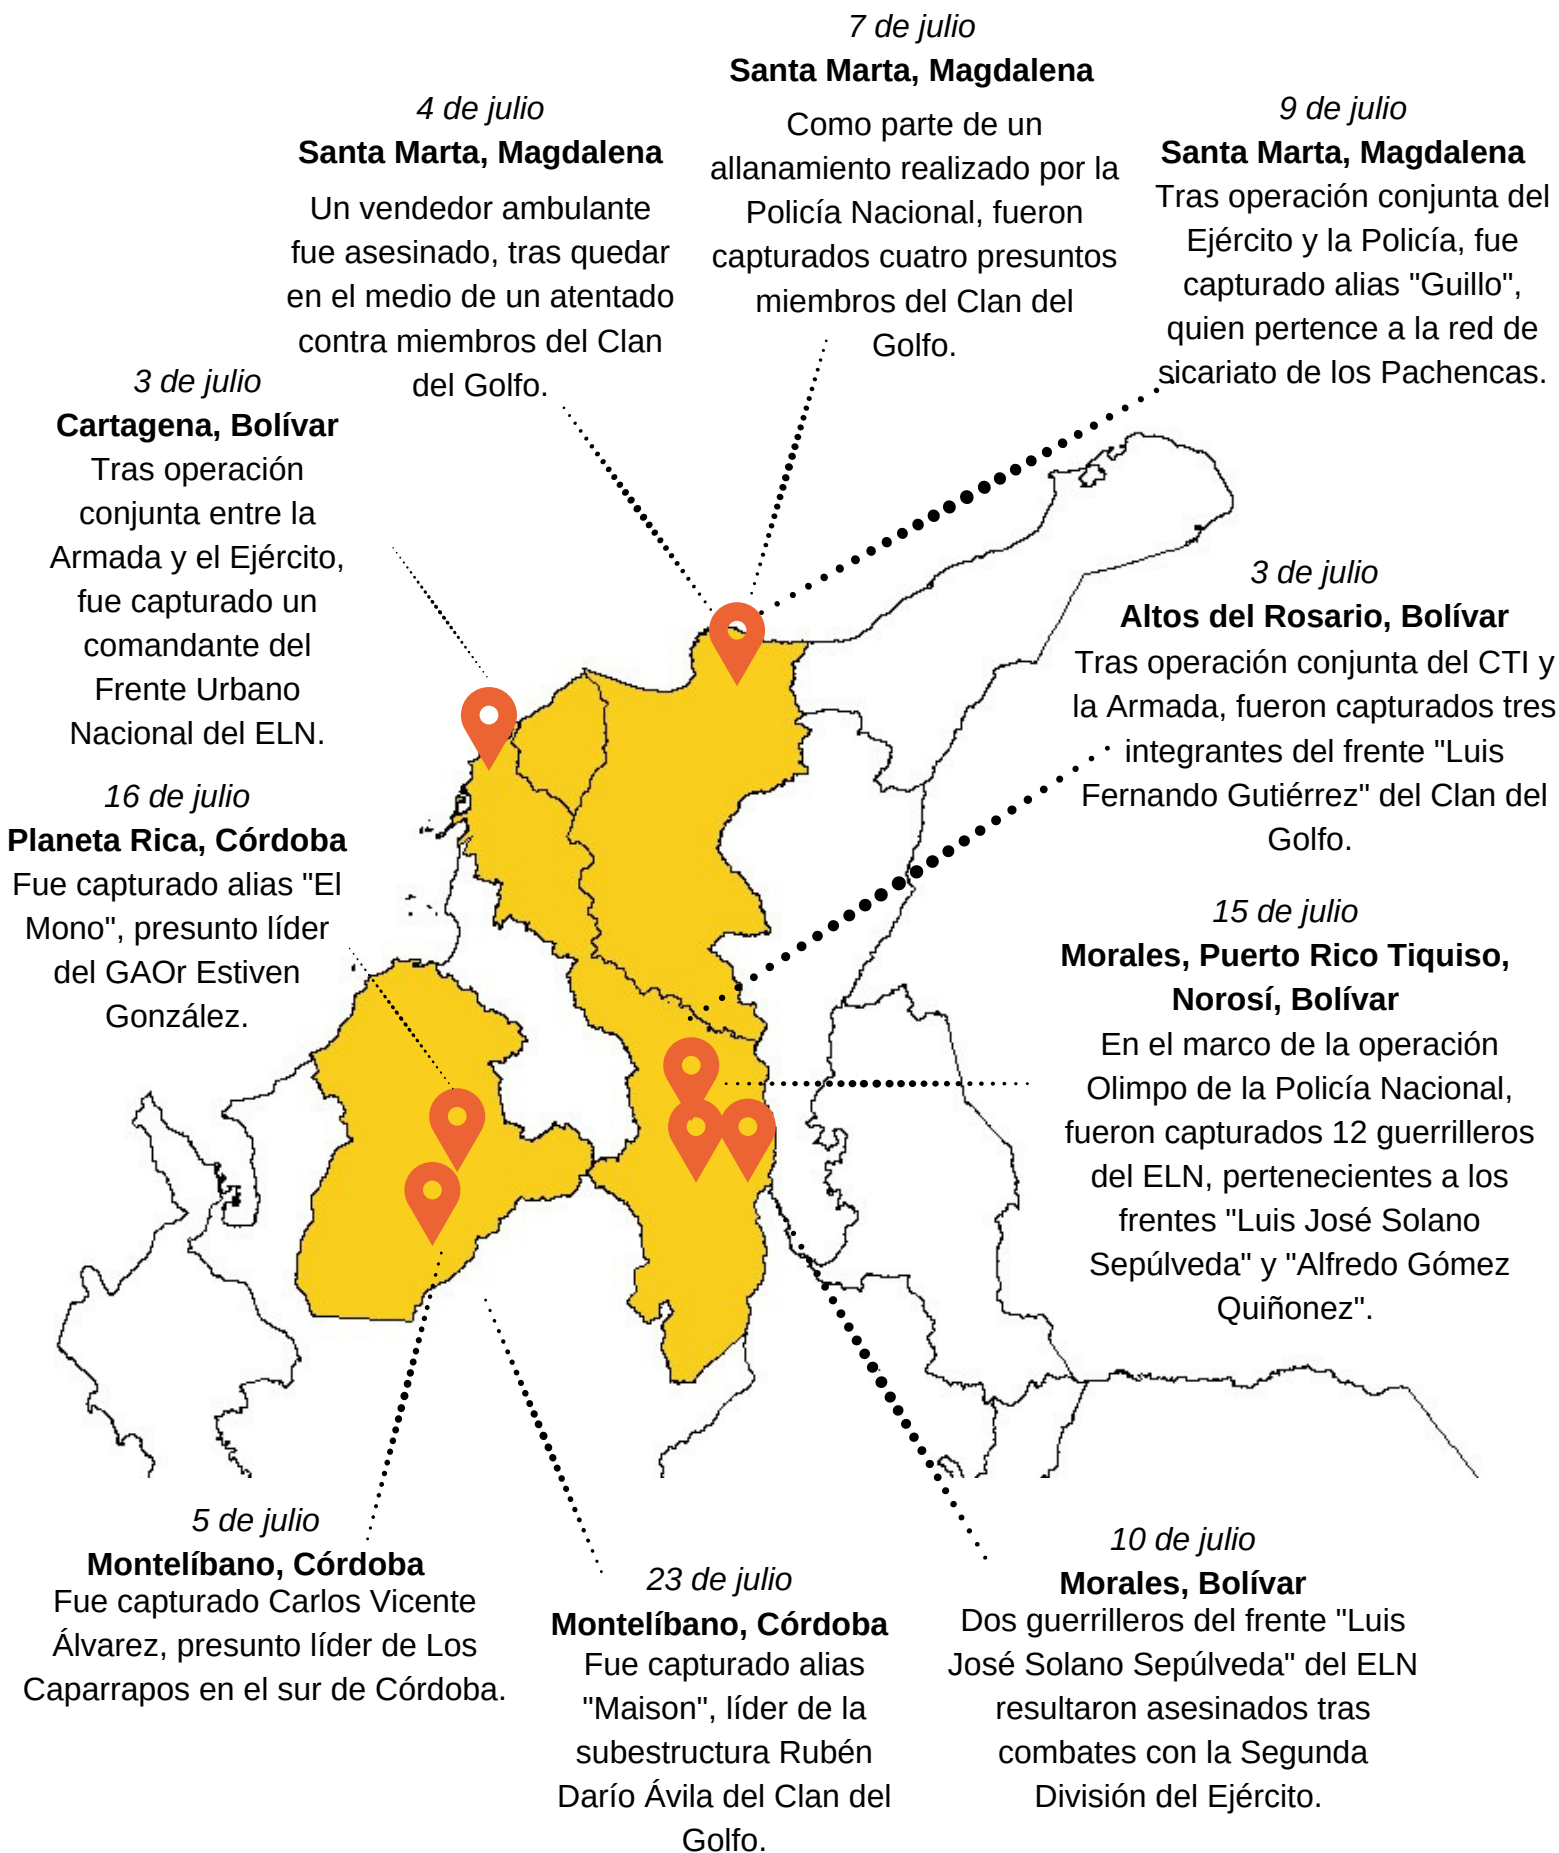 7 de julio
Santa Marta, Magdalena
Como parte de un
allanamiento realizado por la
Policía Nacional, fueron
capturados cuatro presuntos
miembros del Clan del
Golfo.
4 de julio
Santa Marta, Magdalena
Un vendedor ambulante
fue asesinado, tras quedar
en el medio de un atentado
contra miembros del Clan
del Golfo.
9 de julio
Santa Marta, Magdalena
Tras operación conjunta del
Ejército y la Policía, fue
capturado alias "Guillo",
quien pertence a la red de
sicariato de los Pachencas.
3 de julio
Cartagena, Bolívar
Tras operación
conjunta entre la
Armada y el Ejército,
fue capturado un
comandante del
Frente Urbano
Nacional del ELN.
3 de julio
Altos del Rosario, Bolívar
Tras operación conjunta del CTI y
la Armada, fueron capturados tres
integrantes del frente "Luis
Fernando Gutiérrez" del Clan del
Golfo.
16 de julio
Planeta Rica, Córdoba
Fue capturado alias "El
Mono", presunto líder
del GAOr Estiven
González.
15 de julio
Morales, Puerto Rico Tiquiso,
Norosí, Bolívar
En el marco de la operación
Olimpo de la Policía Nacional,
fueron capturados 12 guerrilleros
del ELN, pertenecientes a los
frentes "Luis José Solano
Sepúlveda" y "Alfredo Gómez
Quiñonez".
5 de julio
Montelíbano, Córdoba
Fue capturado Carlos Vicente
Álvarez, presunto líder de Los
Caparrapos en el sur de Córdoba.
23 de julio
Montelíbano, Córdoba
Fue capturado alias
"Maison", líder de la
subestructura Rubén
Darío Ávila del Clan del
Golfo.
10 de julio
Morales, Bolívar
Dos guerrilleros del frente "Luis
José Solano Sepúlveda" del ELN
resultaron asesinados tras
combates con la Segunda
División del Ejército.